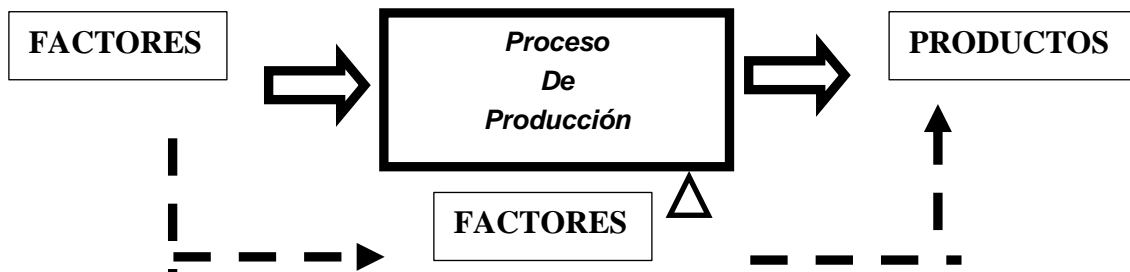 FACTORES
Proceso
De
Producción
PRODUCTOS
FACTORES